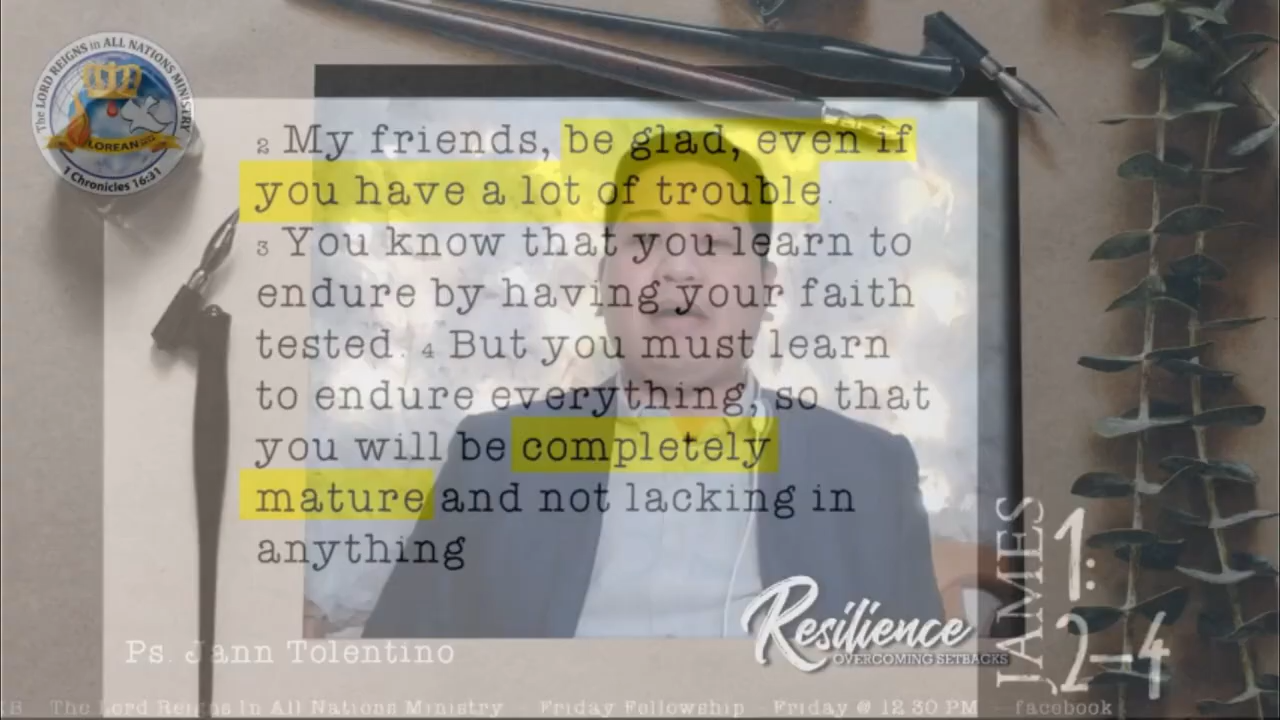 The LORD REIGNS in ALL NATIONS MINISTRY
LOREAN
1 Chronicles 16:31
2 My friends, be glad, even if
you have a lot of trouble.
3 You know that you learn to
endure by having your faith
tested. 4 But you must learn
to endure everything, so that
you will be completely
mature and not lacking in
anything
JAMES
1:
2-4
Resilience
OVERCOMING SETBACKS
Ps. Jann Tolentino
The Lord Reigns In All Nations Ministry - Friday Fellowship - Friday @ 12 30 PM - facebook